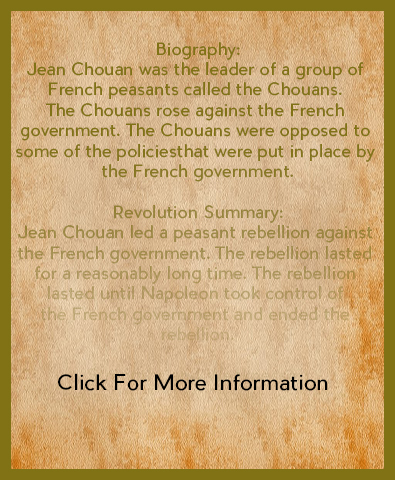 Biography:
Jean Chouan was the leader of a group of
French peasants called the Chouans.
The Chouans rose against the French
government. The Chouans were opposed to
some of the policiesthat were put in place by
the French government.
Revolution Summary:
Jean Chouan led a peasant rebellion against
the French government. The rebellion lasted
for a reasonably long time. The rebellion
lasted until Napoleon took control of
the French government and ended the
rebellion.
Click For More Information